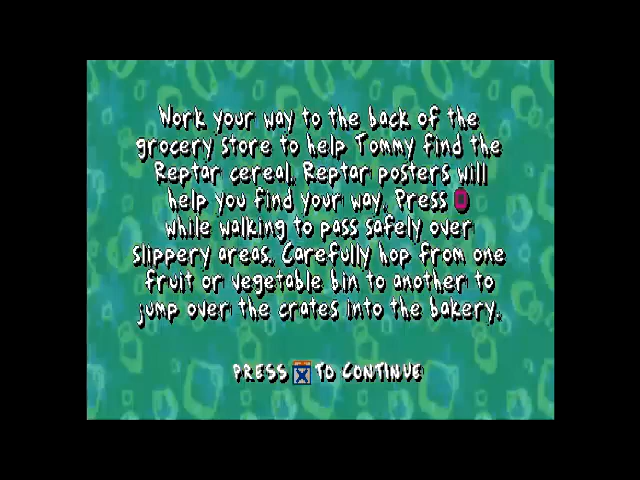 Work your way to the back of the
grocery store to help Tommy find the
Reptar cereal. Reptar posters will
help you find your way. Press
while walking to pass safely over
slippery areas. Carefully hop from one
fruit or vegetable bin to another to
jump over the crates into the bakery.
PRESS X TO CONTINUE